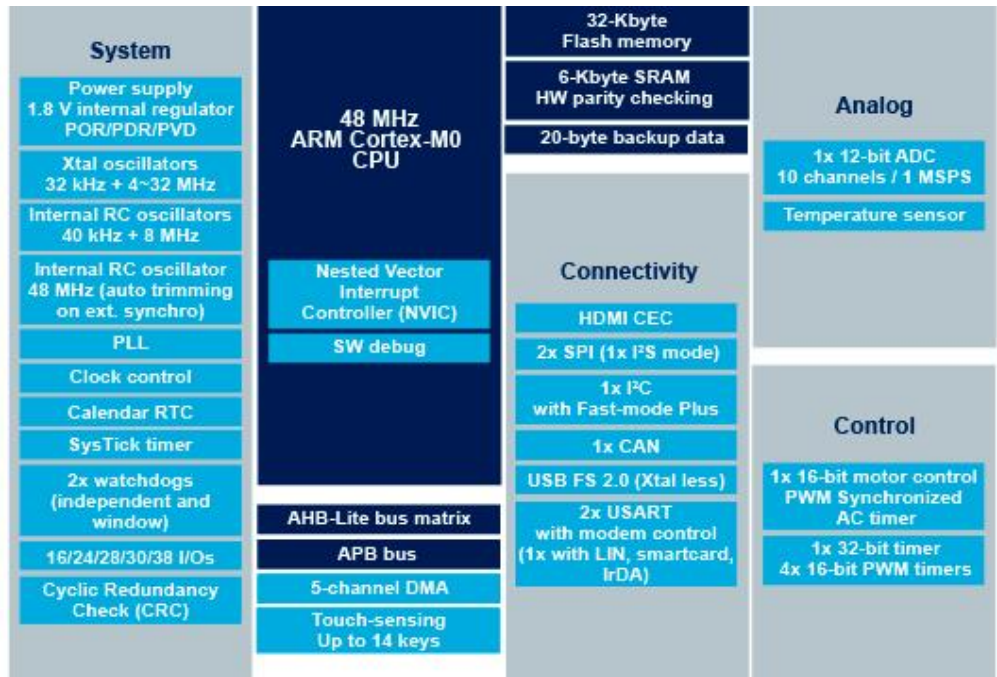 System
Power supply
1.8 V internal regulator
POR/PDR/PVD
Xtal oscillators
32 kHz + 4~32 MHz
Internal RC oscillators
40 kHz + 8 MHz
Internal RC oscillator
48 MHz (auto trimming
on ext. synchro)
PLL
Clock control
Calendar RTC
SysTick timer
2x watchdogs
(independent and
window)
16/24/28/30/38 I/Os
Cyclic Redundancy
Check (CRC)
48 MHz
ARM Cortex-M0
CPU
Nested Vector
Interrupt
Controller (NVIC)
SW debug
AHB-Lite bus matrix
APB bus
5-channel DMA
Touch-sensing
Up to 14 keys
32-Kbyte
Flash memory
6-Kbyte SRAM
HW parity checking
20-byte backup data
Connectivity
HDMI CEC
2x SPI (1x I²S mode)
1x I²C
with Fast-mode Plus
1x CAN
USB FS 2.0 (Xtal less)
2x USART
with modem control
(1x with LIN, smartcard,
IrDA)
Analog
1x 12-bit ADC
10 channels / 1 MSPS
Temperature sensor
Control
1x 16-bit motor control
PWM Synchronized
AC timer
1x 32-bit timer
4x 16-bit PWM timers